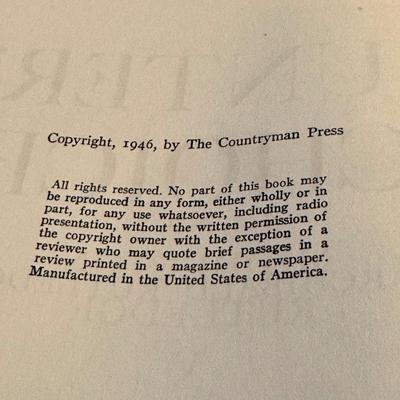 Copyright, 1946, by The Countryman Press
All rights reserved. No part of this book may
be reproduced in any form, either wholly or in
part, for any use whatsoever, including radio
presentation, without the written permission of
the copyright owner with the exception of a
reviewer who may quote brief passages in a
review printed in a magazine or newspaper.
Manufactured in the United States of America.